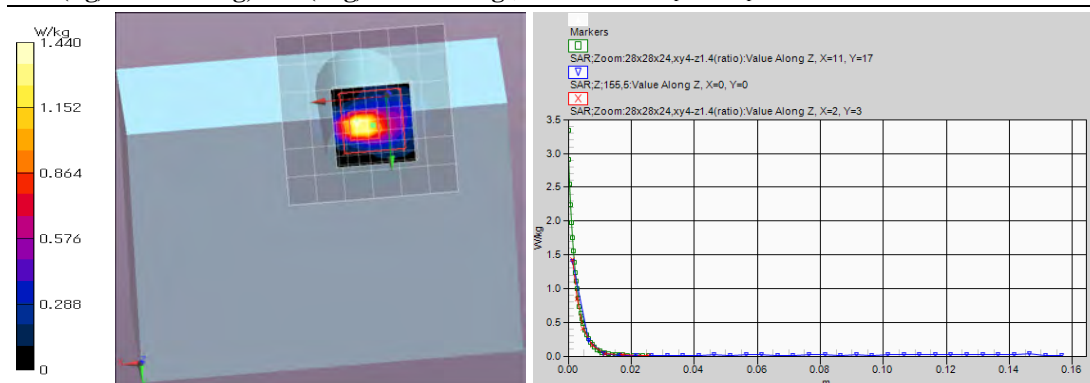 W/kg
1.440
1.152
0.864
0.576
0.288
0
Markers
SAR;Zoom:28x28x24,xy4-z1.4(ratio):Value Along Z, X=11, Y=17
SAR;Z;155,5:Value Along Z, X=0, Y=0
SAR;Zoom:28x28x24,xy4-z1.4(ratio):Value Along Z, X=2, Y=3
3.5
3.0
2.5
2.0
1.5
1.0
0.5
0.0
W/kg
0.00 0.02 0.04 0.06 0.08 0.10 0.12 0.14 0.16